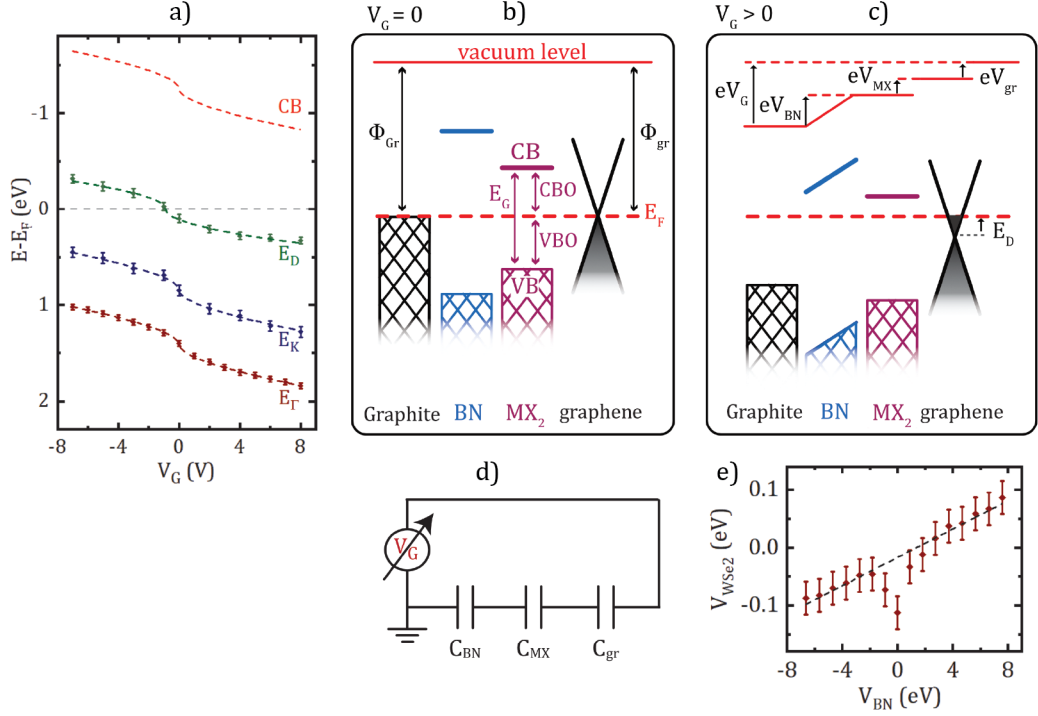 a)
CB
E_D
E_K
E_Γ
-1
0
1
2
E-E_F (eV)
-8
-4
0
4
8
V_G (V)
V_G = 0
b)
vacuum level
Φ_Gr
Φ_gr
CB
E_G
CBO
E_F
VBO
VB
Graphite
BN
MX_2
graphene
V_G > 0
c)
eV_G
eV_BN
eV_MX
eV_gr
E_D
Graphite
BN
MX_2
graphene
d)
V_G
C_BN
C_MX
C_gr
e)
0.1
0.0
-0.1
V_WSe2 (eV)
-8
-4
0
4
8
V_BN (eV)